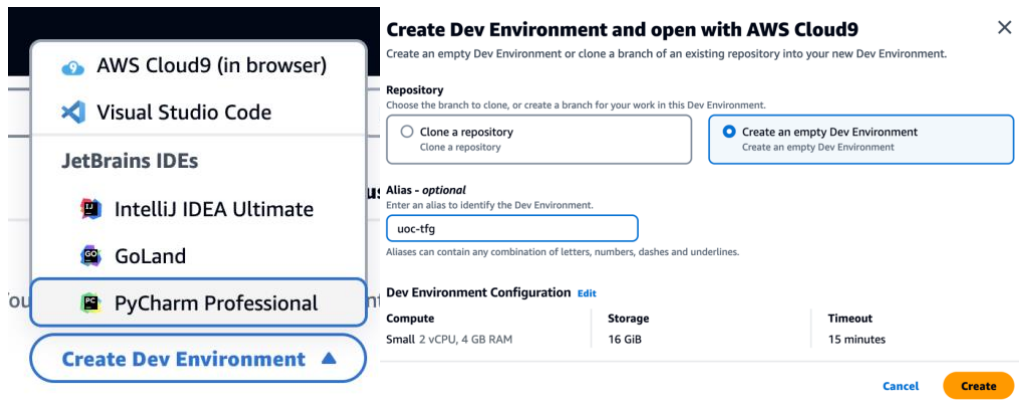 AWS Cloud9 (in browser)
Visual Studio Code
JetBrains IDEs
IntelliJ IDEA Ultimate
GoLand
PyCharm Professional
Create Dev Environment
Create Dev Environment and open with AWS Cloud9
Create an empty Dev Environment or clone a branch of an existing repository into your new Dev Environment.
Repository
Choose the branch to clone, or create a branch for your work in this Dev Environment.
Clone a repository
Clone a repository
Create an empty Dev Environment
Create an empty Dev Environment
Alias - optional
Enter an alias to identify the Dev Environment.
uoc-tfg
Aliases can contain any combination of letters, numbers, dashes and underlines.
Dev Environment Configuration Edit
Compute
Small 2 vCPU, 4 GB RAM
Storage
16 GiB
Timeout
15 minutes
Cancel
Create